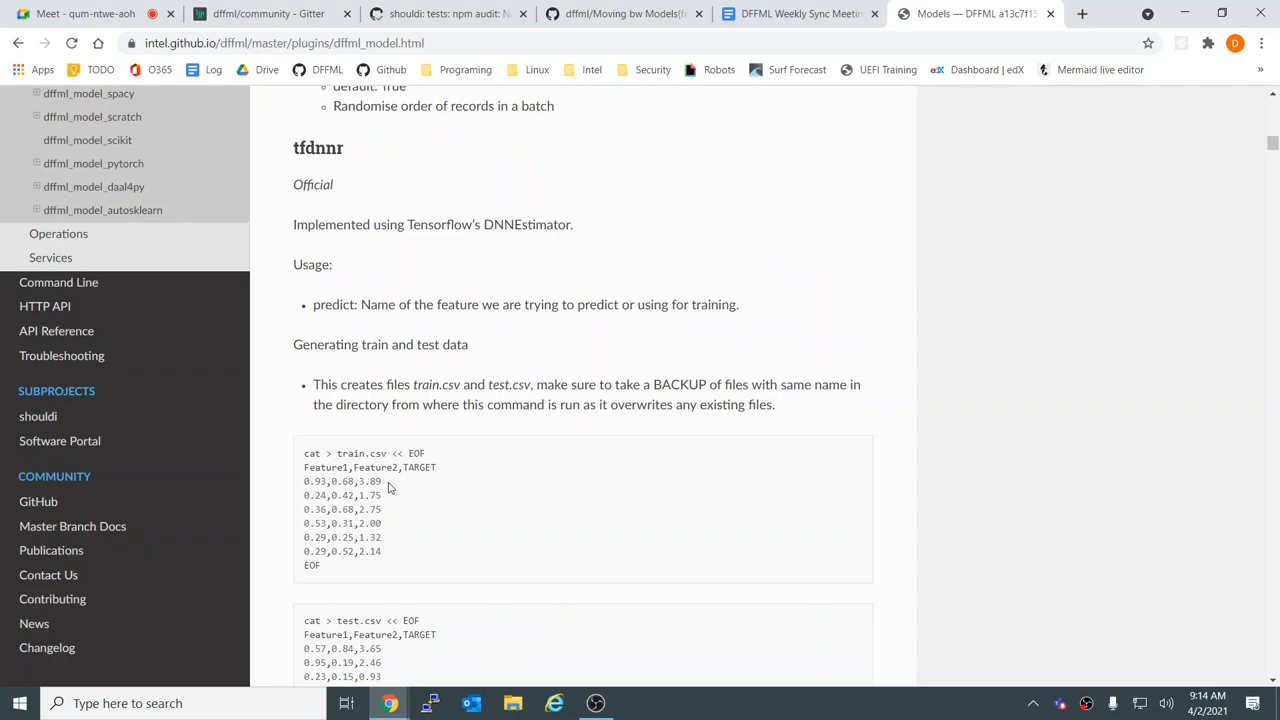 Meet - qum-ntwe-aoh
dffml/community - Gitter
shouldi: tests: npm audit: Ne
dffml/Moving between Models(fr
DFFML Weekly Sync Meetin
Models — DFFML a13c7f15
intel.github.io/dffml/master/plugins/dffml_model.html
Apps
TODO
O365
Log
Drive
DFFML
Github
Programing
Linux
Intel
Security
Robots
Surf Forecast
UEFI Training
edX
Dashboard | edX
Mermaid live editor
»
dffml_model_spacy
dffml_model_scratch
dffml_model_scikit
dffml_model_pytorch
dffml_model_daal4py
dffml_model_autosklearn
Operations
Services
Command Line
HTTP API
API Reference
Troubleshooting
SUBPROJECTS
shouldi
Software Portal
COMMUNITY
GitHub
Master Branch Docs
Publications
Contact Us
Contributing
News
Changelog
default: True
Randomise order of records in a batch
tfdnnr
Official
Implemented using Tensorflow’s DNNEstimator.
Usage:
predict: Name of the feature we are trying to predict or using for training.
Generating train and test data
This creates files train.csv and test.csv, make sure to take a BACKUP of files with same name in
the directory from where this command is run as it overwrites any existing files.
cat > train.csv << EOF
Feature1,Feature2,TARGET
0.93,0.68,3.89
0.24,0.42,1.75
0.36,0.68,2.75
0.53,0.31,2.00
0.29,0.25,1.32
0.29,0.52,2.14
EOF
cat > test.csv << EOF
Feature1,Feature2,TARGET
0.57,0.84,3.65
0.95,0.19,2.46
0.23,0.15,0.93
Type here to search
9:14 AM
4/2/2021